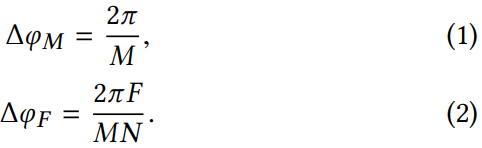 Δφ_M = 2π/M, (1)
Δφ_F = 2πF/MN. (2)